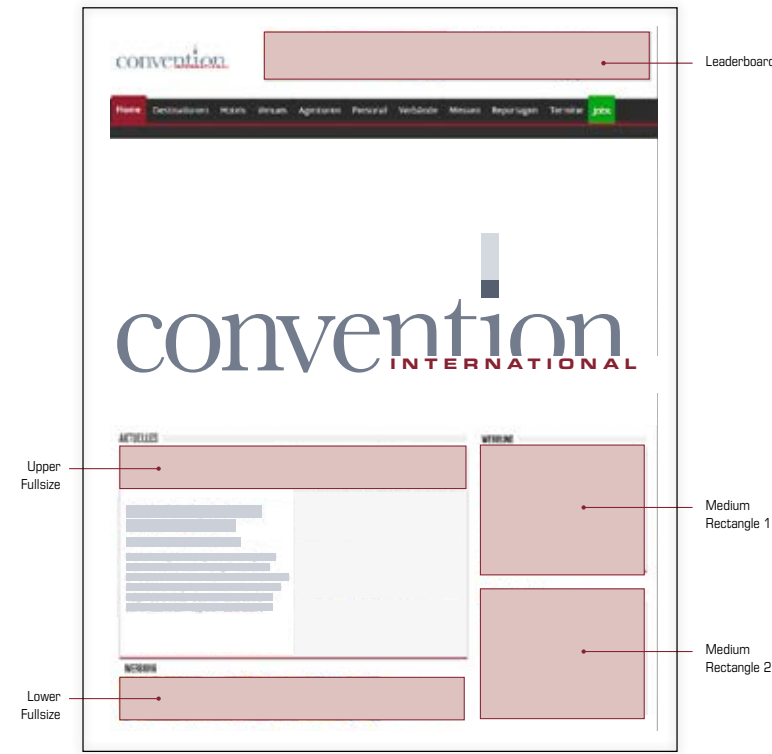 convention
INTERNATIONAL
Leaderboard
Home Destinationen Hotels Venues Agenturen Personal Verbände Messen Reportagen Termine Jobs
convention
INTERNATIONAL
AKTUELLES
WERBUNG
Upper
Fullsize
Medium
Rectangle 1
Medium
Rectangle 2
WERBUNG
Lower
Fullsize